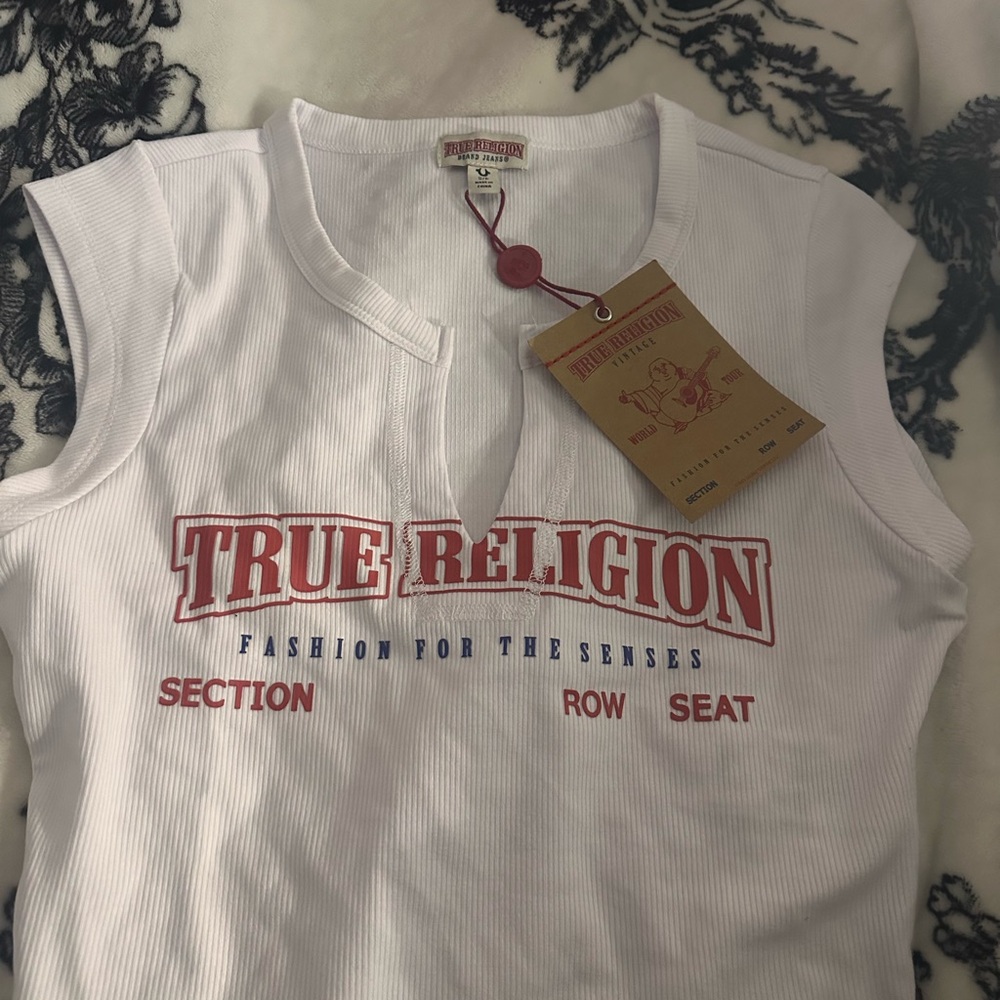 TRUE RELIGION
BRAND JEANS®
TRUE RELIGION
VINTAGE
WORLD TOUR
FASHION FOR THE SENSES
SECTION ROW SEAT
TRUE RELIGION
FASHION FOR THE SENSES
SECTION ROW SEAT